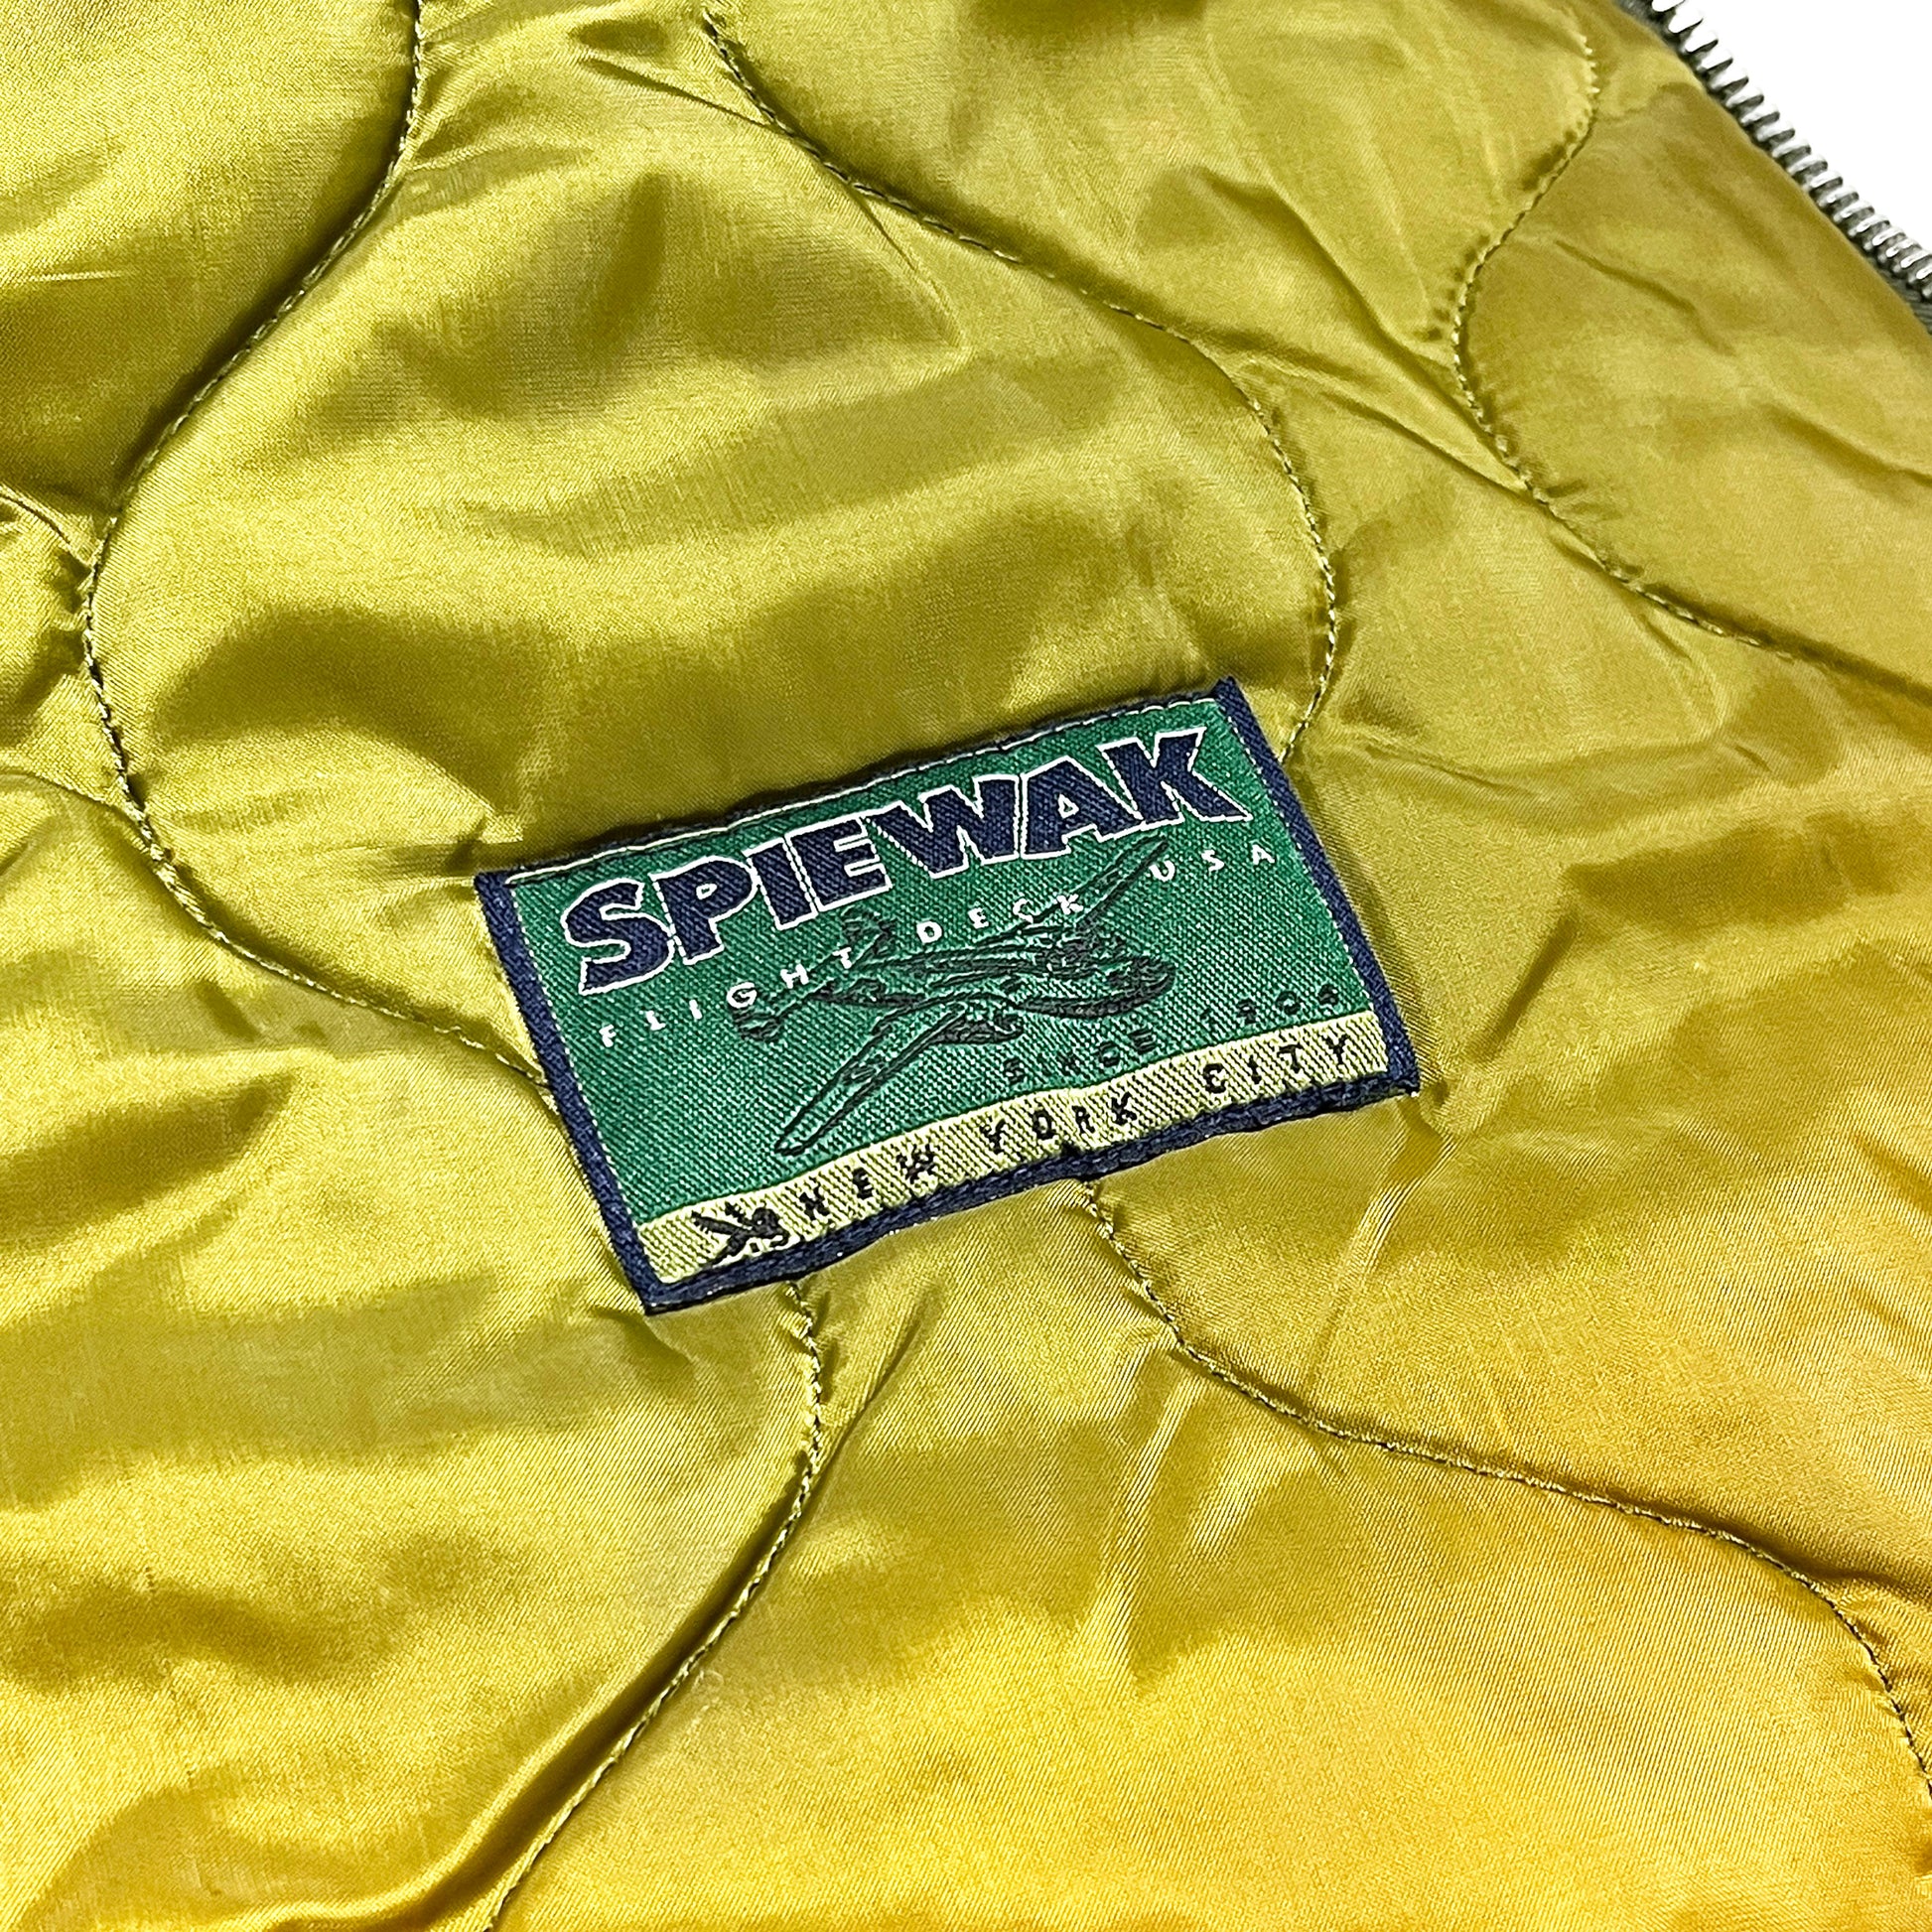 SPIEWAK
FLIGHT DECK USA
SINCE 1904
NEW YORK CITY